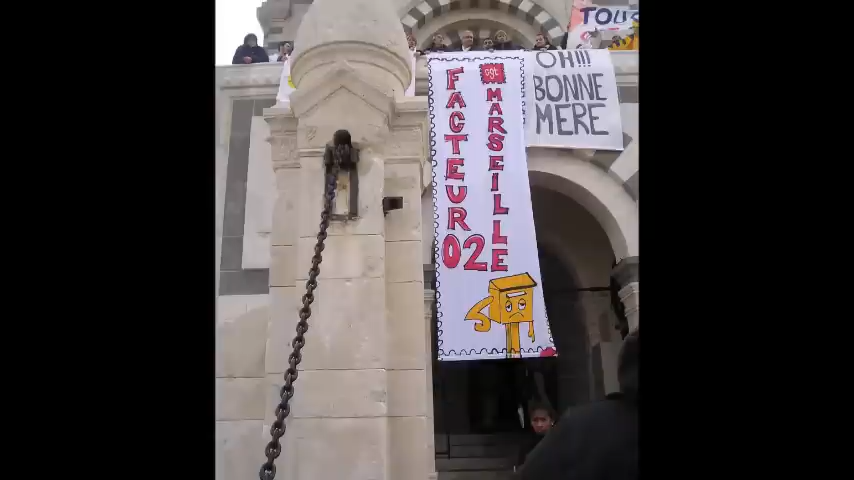 TOUS
cgt
FACTEUR
MARSEILLE
02
OH!!!
BONNE
MERE